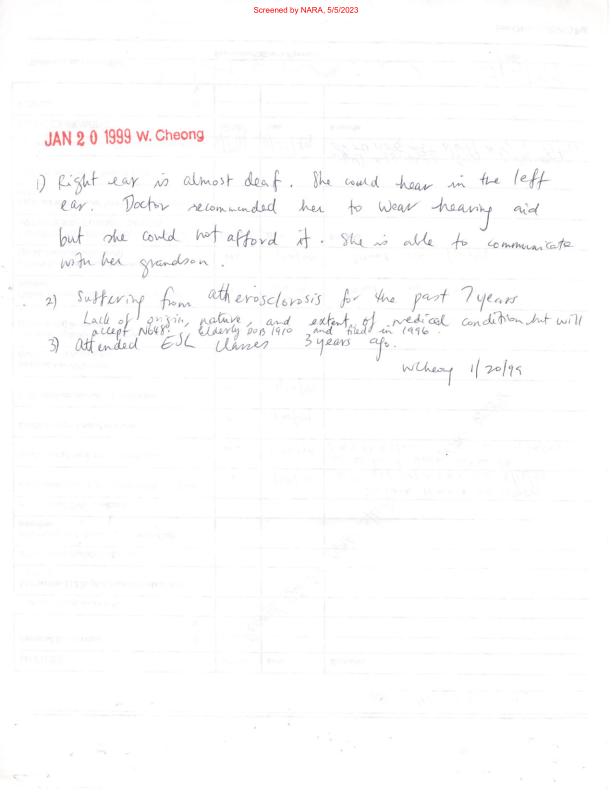 Screened by NARA, 5/5/2023
JAN 20 1999 W. Cheong
1) Right ear is almost deaf. She could hear in the left
ear. Doctor recommended her to wear hearing aid
but she could not afford it. She is able to communicate
with her grandson.
2) Suffering from atherosclorosis for the past 7 years
Lack of origin, nature, and extent of medical condition but will
accept N648. Elderly DOB 1910 and filed in 1996.
3) Attended ESL classes 3 years ago.
WCheong 1/20/99